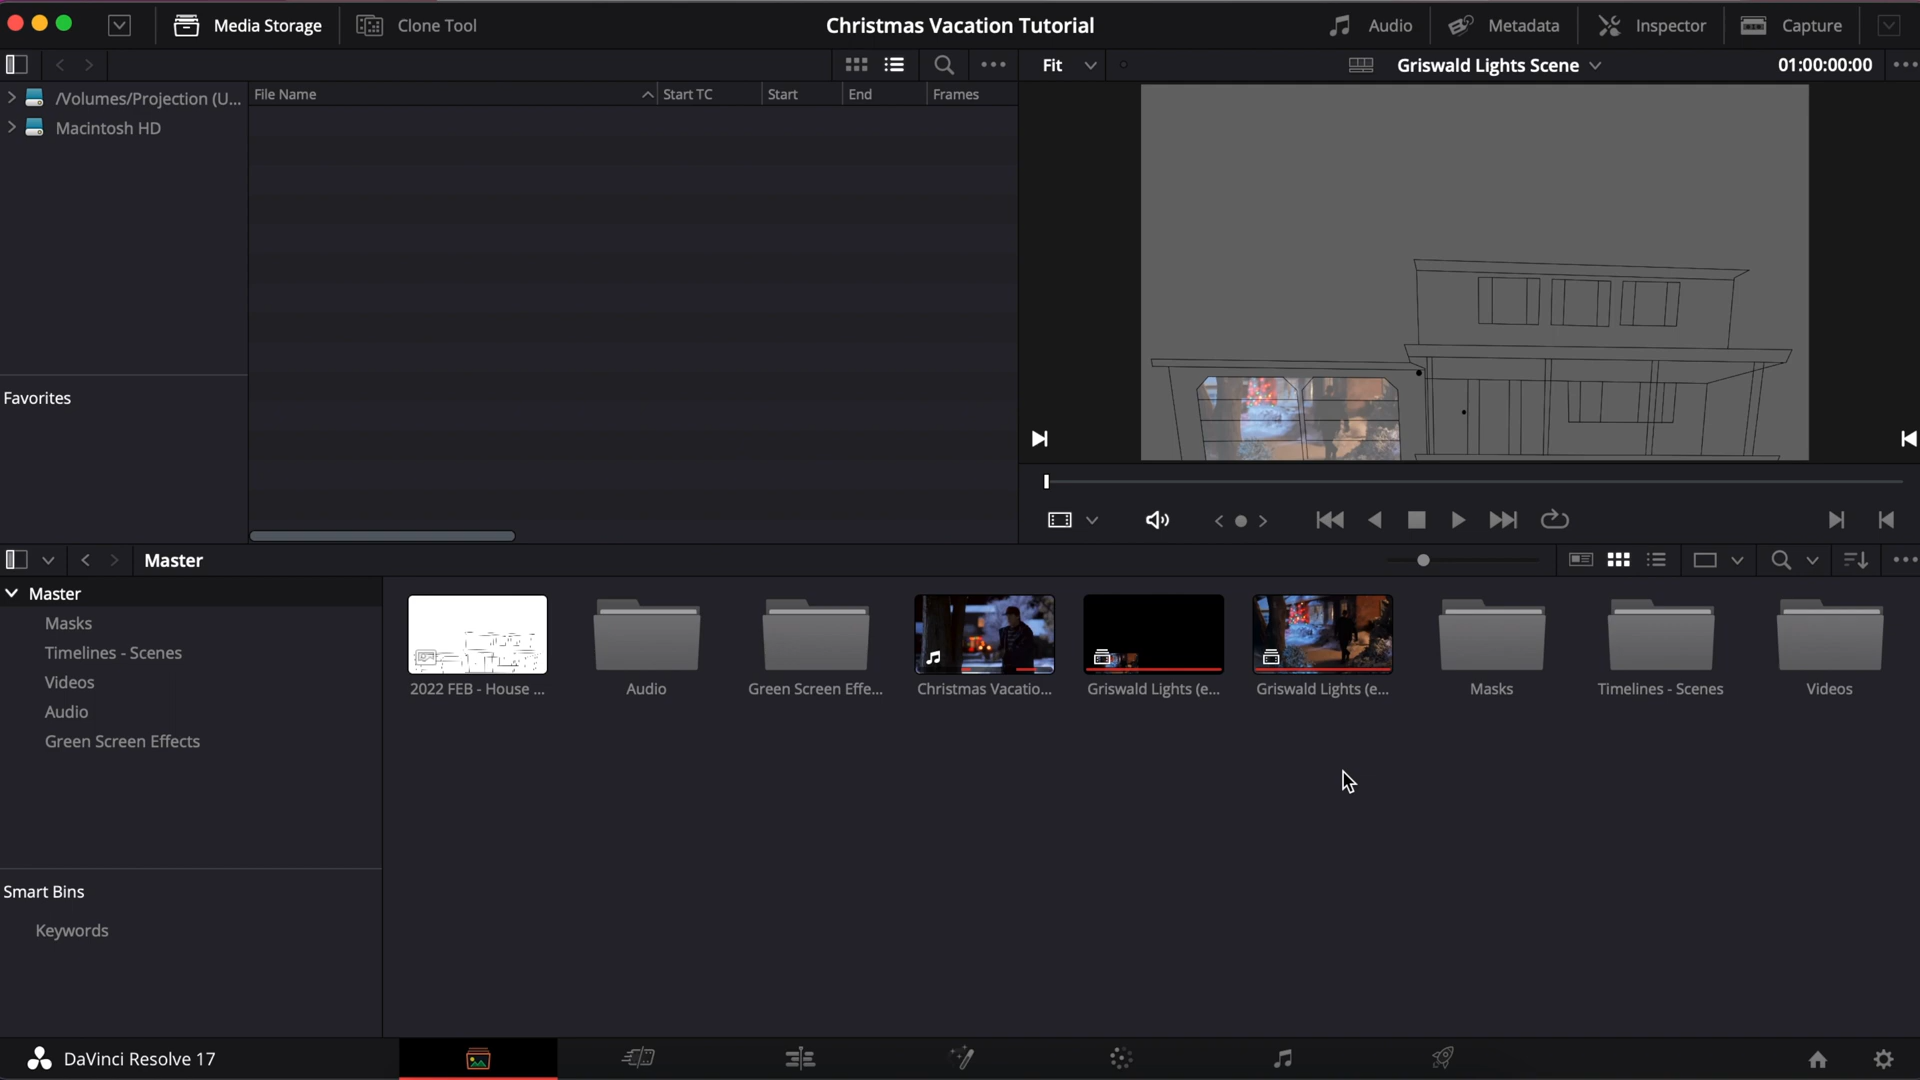 Media Storage
Clone Tool
Christmas Vacation Tutorial
Audio
Metadata
Inspector
Capture
Fit
Griswald Lights Scene
01:00:00:00
/Volumes/Projection (U...
Macintosh HD
File Name
Start TC
Start
End
Frames
Favorites
Master
Master
Masks
Timelines - Scenes
Videos
Audio
Green Screen Effects
2022 FEB - House ...
Audio
Green Screen Effe...
Christmas Vacatio...
Griswald Lights (e...
Griswald Lights (e...
Masks
Timelines - Scenes
Videos
Smart Bins
Keywords
DaVinci Resolve 17